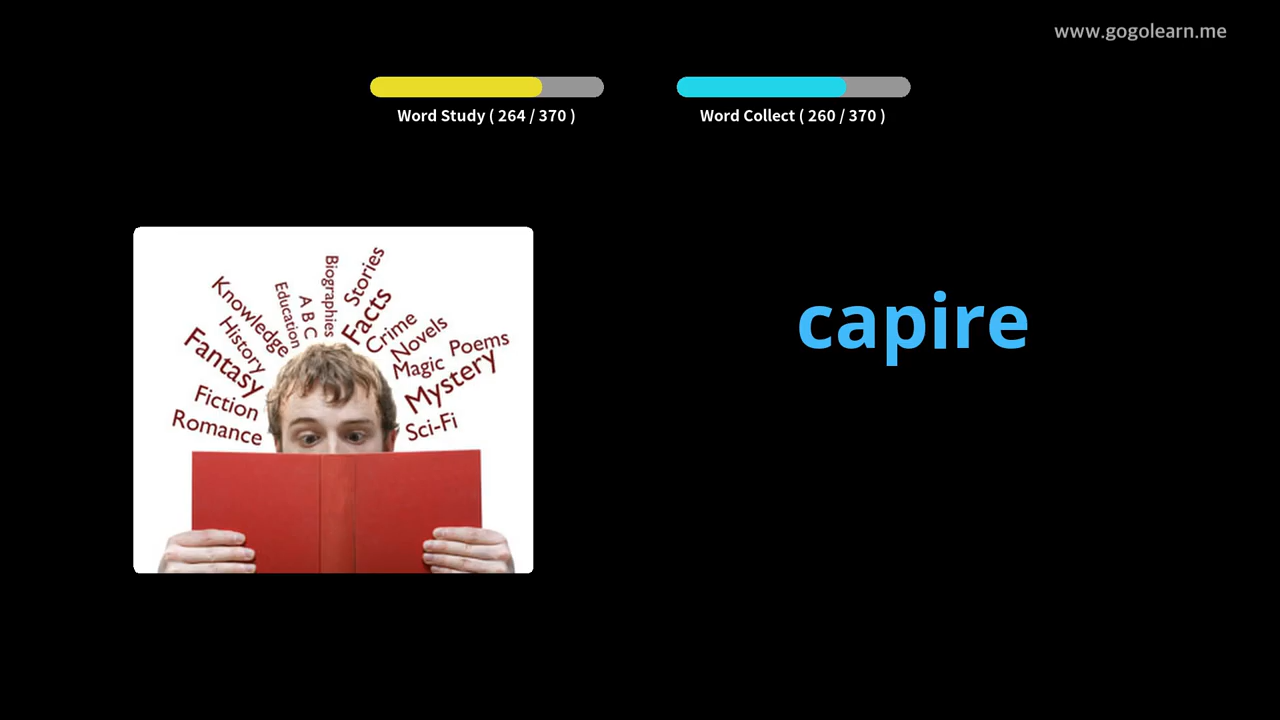 www.gogolearn.me
Word Study ( 264 / 370 )
Word Collect ( 260 / 370 )
Knowledge
History
Fantasy
Fiction
Romance
Education
A B C
Biographies
Stories
Facts
Crime
Novels
Magic
Poems
Mystery
Sci-Fi
capire